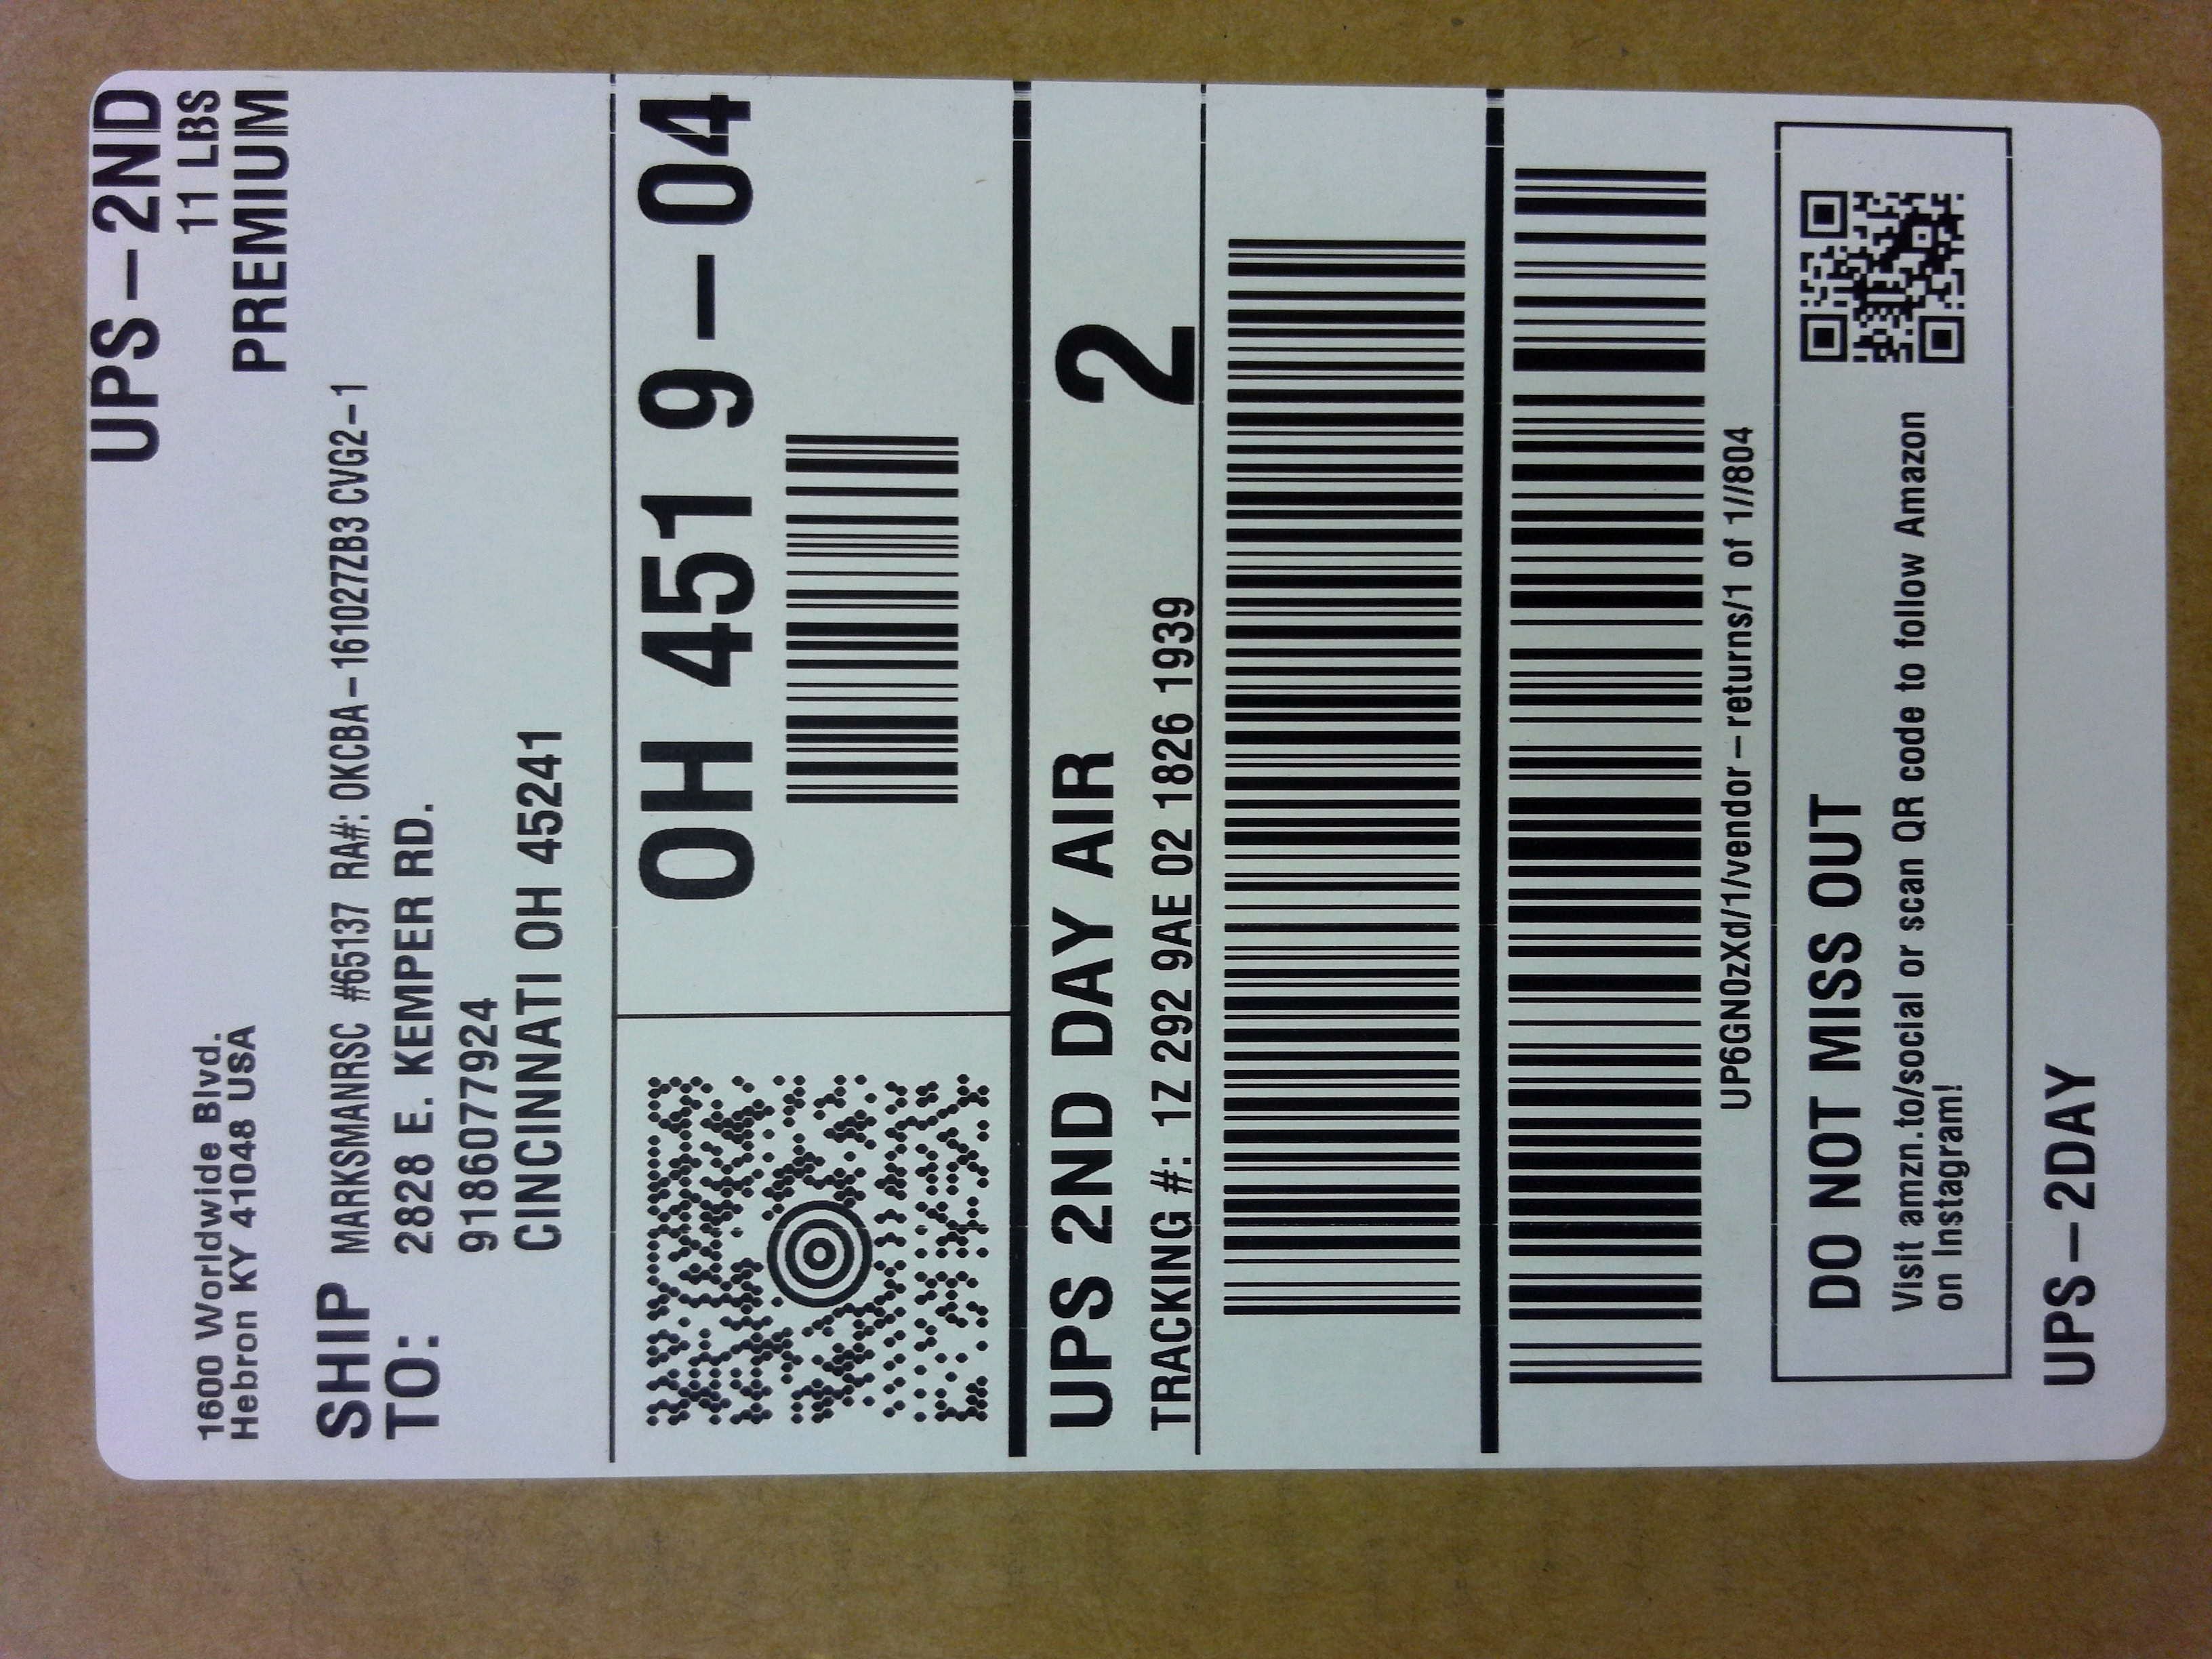 UPS-2ND
11 LBS
PREMIUM
1600 Worldwide Blvd.
Hebron KY 41048 USA
SHIP TO:
MARKSMANRSC #65137 RA#: OKCBA-161027ZB3 CVG2-1
2828 E. KEMPER RD.
9186077924
CINCINNATI OH 45241
OH 451 9-04
UPS 2ND DAY AIR 2
TRACKING #: 1Z 292 9AE 02 1826 1939
UP6GN0zXd/1/vendor-returns/1 of 1//804
DO NOT MISS OUT
Visit amzn.to/social or scan QR code to follow Amazon
on Instagram!
UPS-2DAY